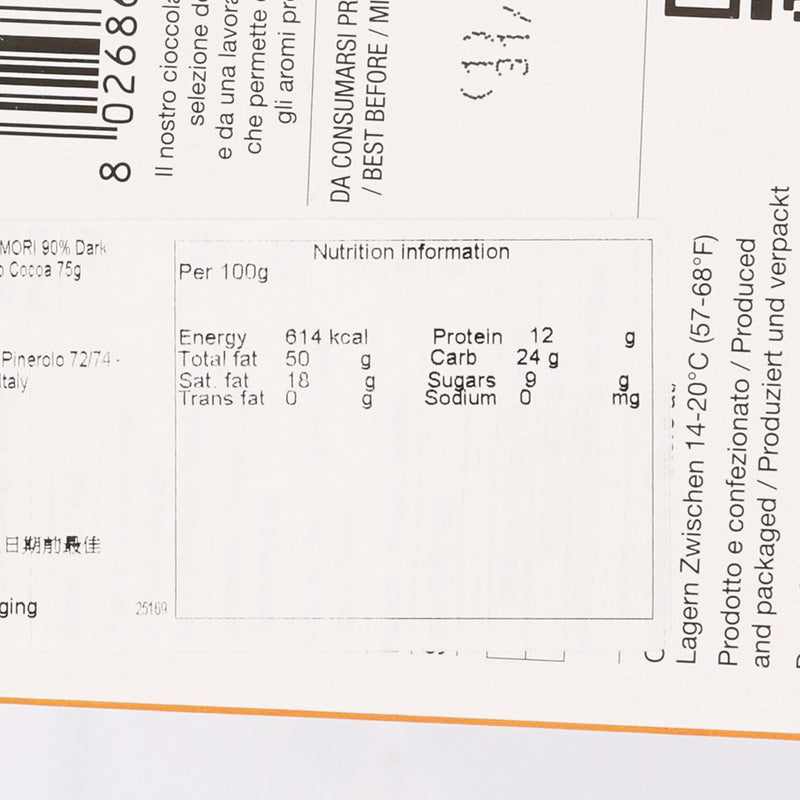 8 02686
Il nostro cioccola
selezione d
e da una lavora
che permette
gli aromi pr
DA CONSUMARSI PR
/ BEST BEFORE / MI
MORI 90% Dark
Cocoa 75g
Pinerolo 72/74 -
Italy
日期前最佳
ging
25169
Nutrition information
Per 100g
Energy 614 kcal Protein 12 g
Total fat 50 g Carb 24 g
Sat. fat 18 g Sugars 9 g
Trans fat 0 g Sodium 0 mg
Lagern Zwischen 14-20°C (57-68°F)
Prodotto e confezionato / Produced
and packaged / Produziert und verpackt